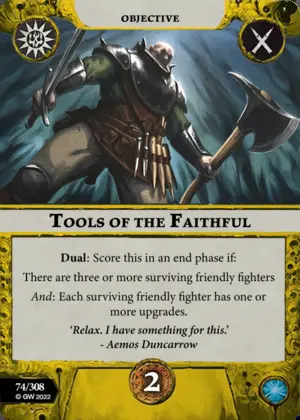 OBJECTIVE
TOOLS OF THE FAITHFUL
Dual: Score this in an end phase if:
There are three or more surviving friendly fighters
And: Each surviving friendly fighter has one or
more upgrades.
‘Relax. I have something for this.’
- Aemos Duncarrow
74/308
© GW 2022
2